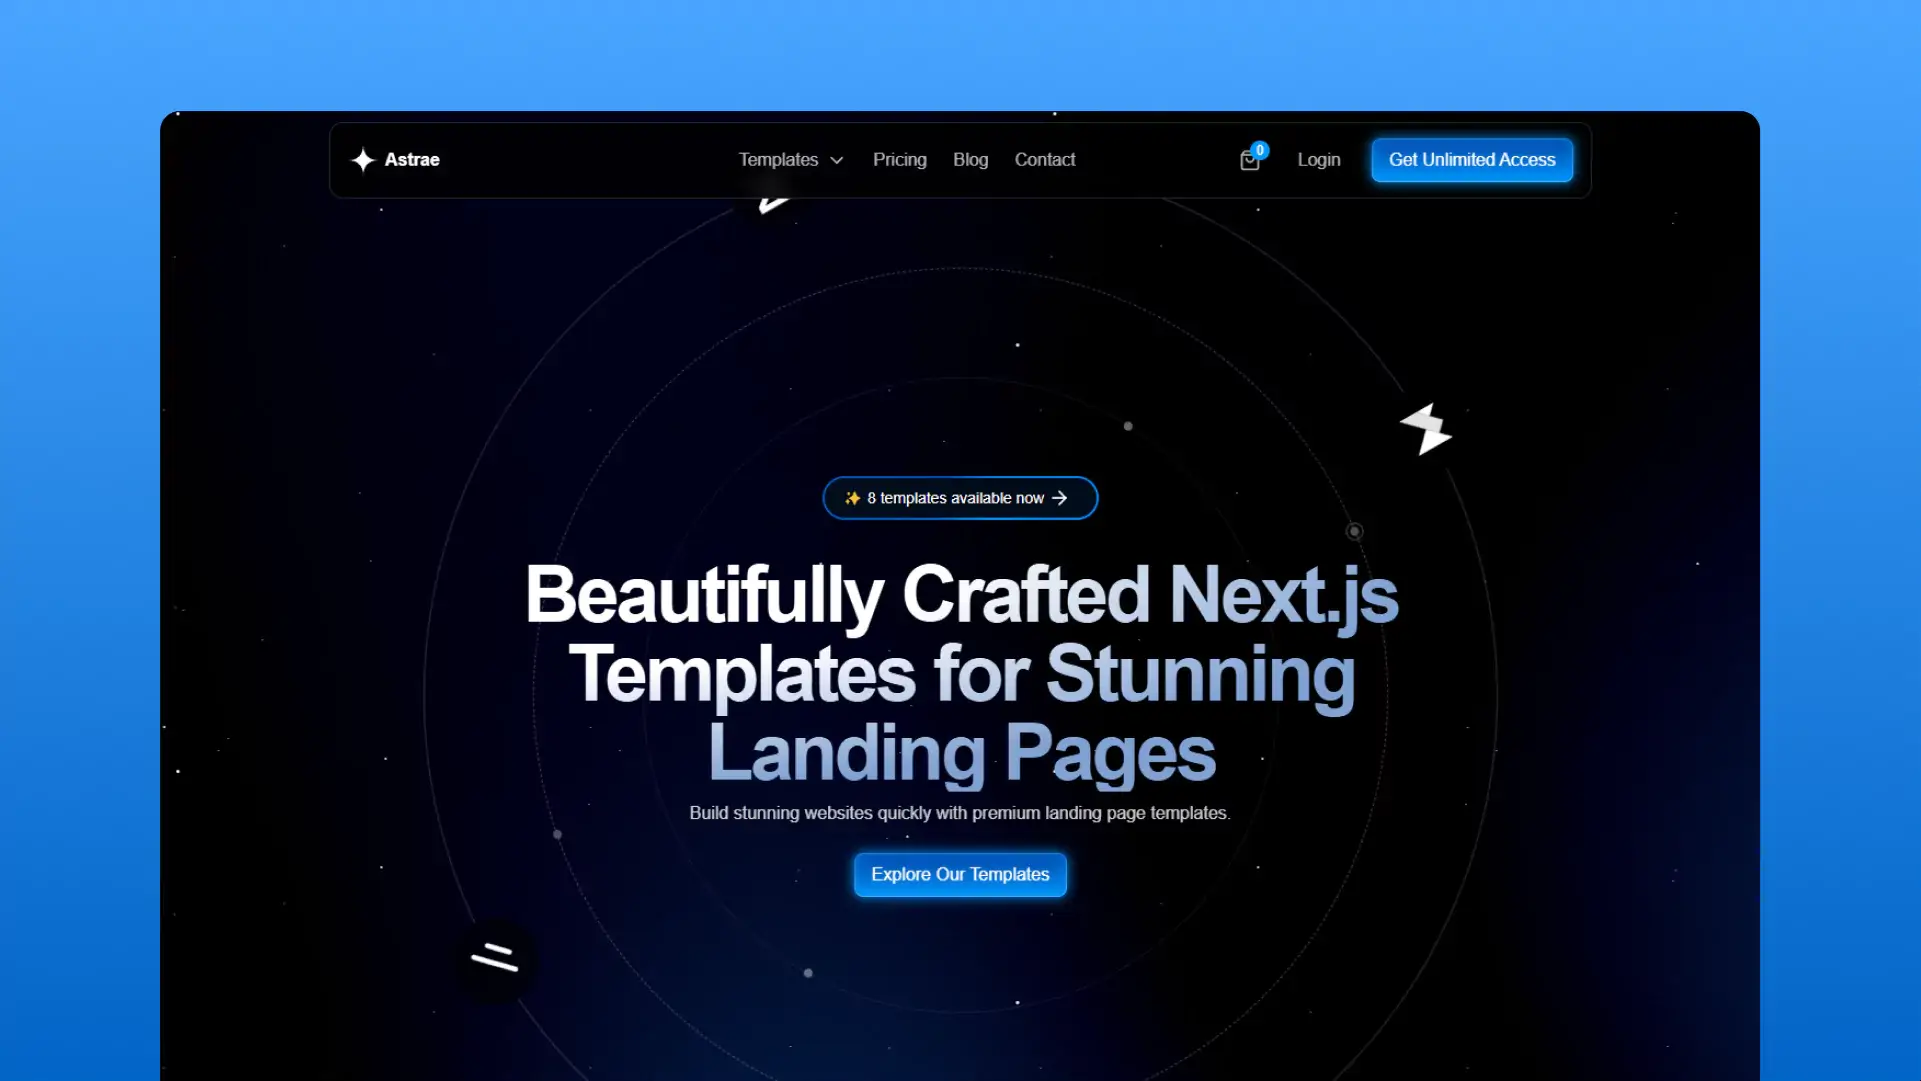 Astrae
Templates
Pricing
Blog
Contact
0
Login
Get Unlimited Access
✨ 8 templates available now →
Beautifully Crafted Next.js
Templates for Stunning
Landing Pages
Build stunning websites quickly with premium landing page templates.
Explore Our Templates